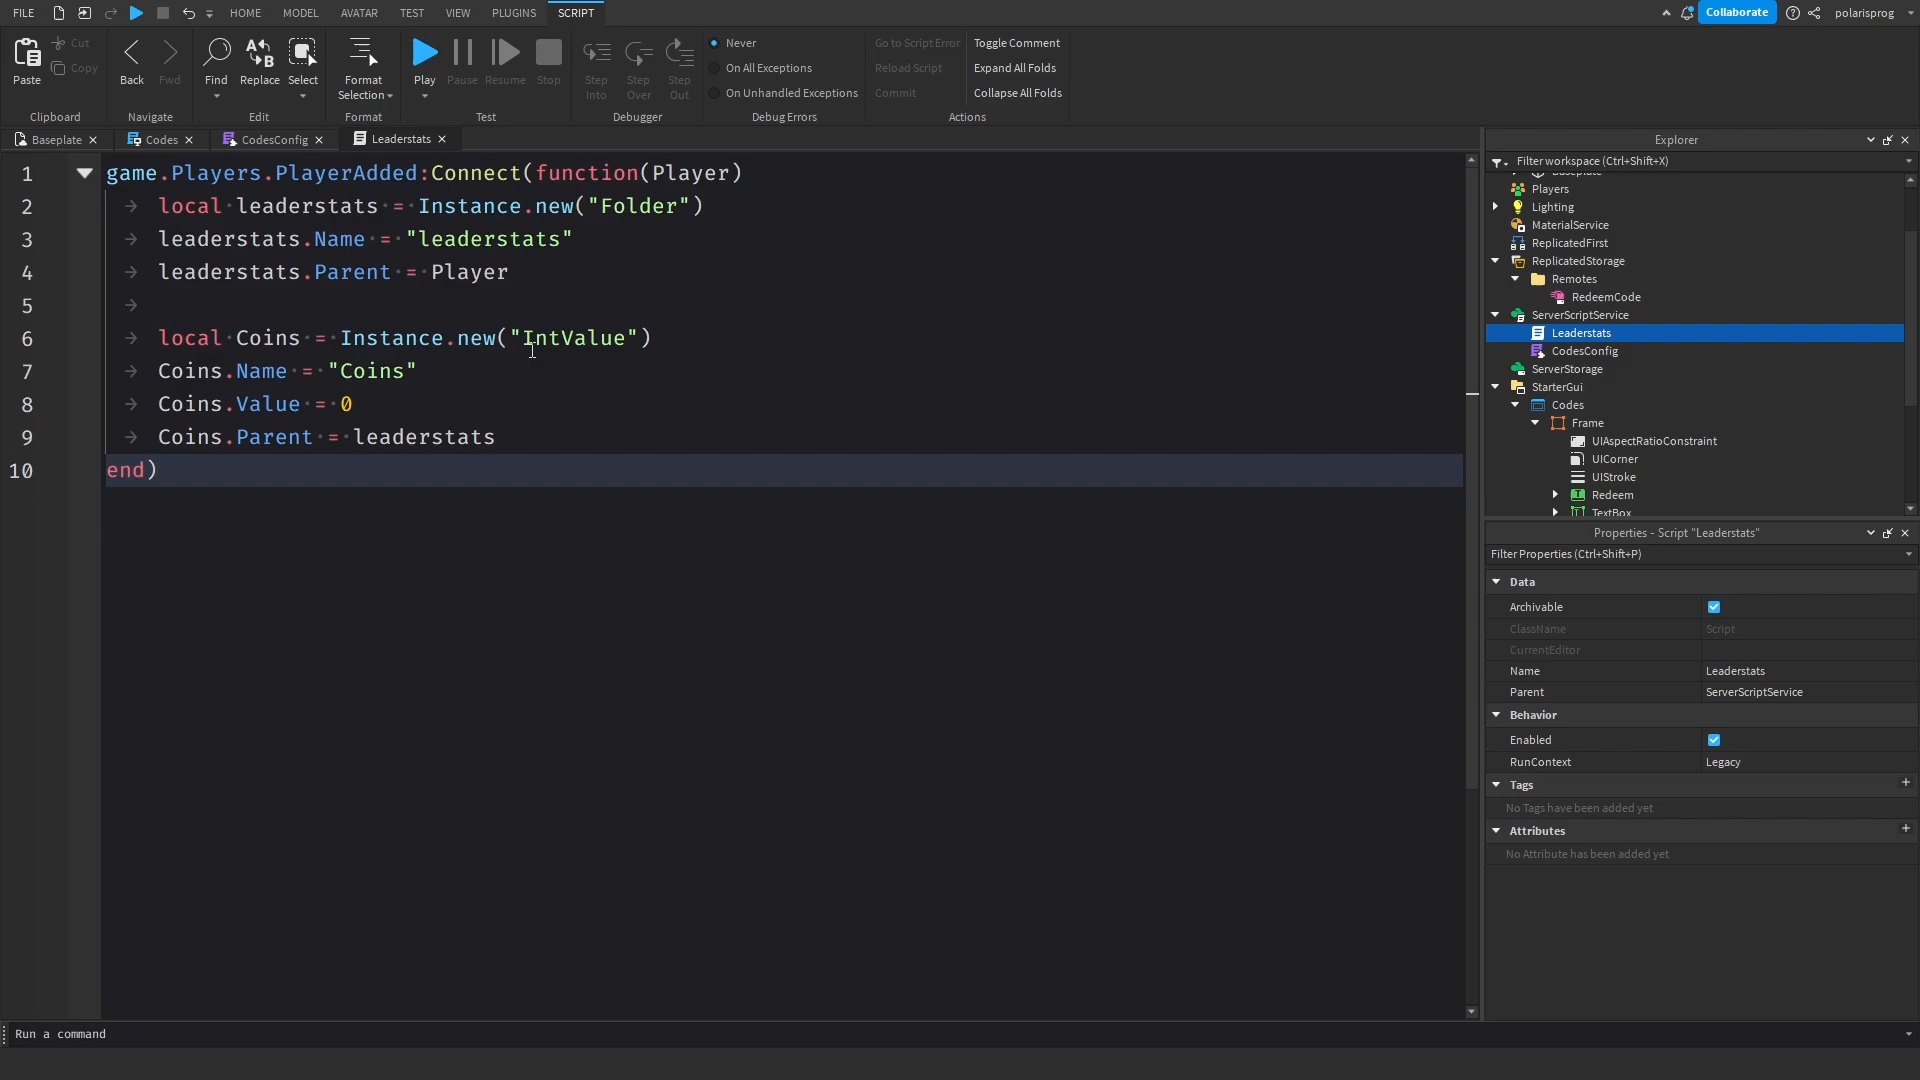 FILE HOME MODEL AVATAR TEST VIEW PLUGINS SCRIPT Collaborate polarisprog
Paste Cut Copy Back Fwd Find Replace Select Format Selection Play Pause Resume Stop Step Into Step Over Step Out
Never
On All Exceptions
On Unhandled Exceptions
Go to Script Error
Reload Script
Commit
Toggle Comment
Expand All Folds
Collapse All Folds
Clipboard Navigate Edit Format Test Debugger Debug Errors Actions
Baseplate Codes CodesConfig Leaderstats
1 game.Players.PlayerAdded:Connect(function(Player)
2 local leaderstats = Instance.new("Folder")
3 leaderstats.Name = "leaderstats"
4 leaderstats.Parent = Player
5
6 local Coins = Instance.new("IntValue")
7 Coins.Name = "Coins"
8 Coins.Value = 0
9 Coins.Parent = leaderstats
10 end)
Run a command
Explorer
Filter workspace (Ctrl+Shift+X)
Baseplate
Players
Lighting
MaterialService
ReplicatedFirst
ReplicatedStorage
Remotes
RedeemCode
ServerScriptService
Leaderstats
CodesConfig
ServerStorage
StarterGui
Codes
Frame
UIAspectRatioConstraint
UICorner
UIStroke
Redeem
TextBox
Properties - Script "Leaderstats"
Filter Properties (Ctrl+Shift+P)
Data
Archivable
ClassName Script
CurrentEditor
Name Leaderstats
Parent ServerScriptService
Behavior
Enabled
RunContext Legacy
Tags
No Tags have been added yet
Attributes
No Attribute has been added yet